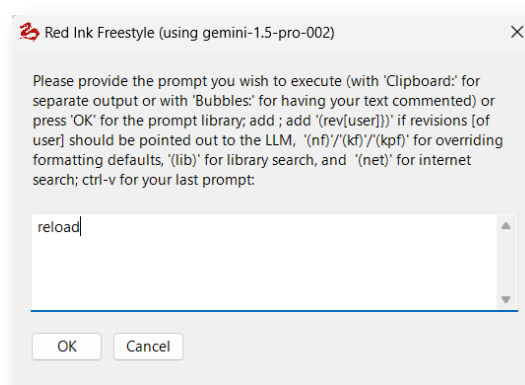 Red Ink Freestyle (using gemini-1.5-pro-002)
Please provide the prompt you wish to execute (with 'Clipboard:' for
separate output or with 'Bubbles:' for having your text commented) or
press 'OK' for the prompt library; add ; add '(rev[user]})' if revisions [of
user] should be pointed out to the LLM,  '(nf)'/'(kf)'/'(kpf)' for overriding
formatting defaults, '(lib)' for library search, and  '(net)' for internet
search; ctrl-v for your last prompt:
reload
OK Cancel